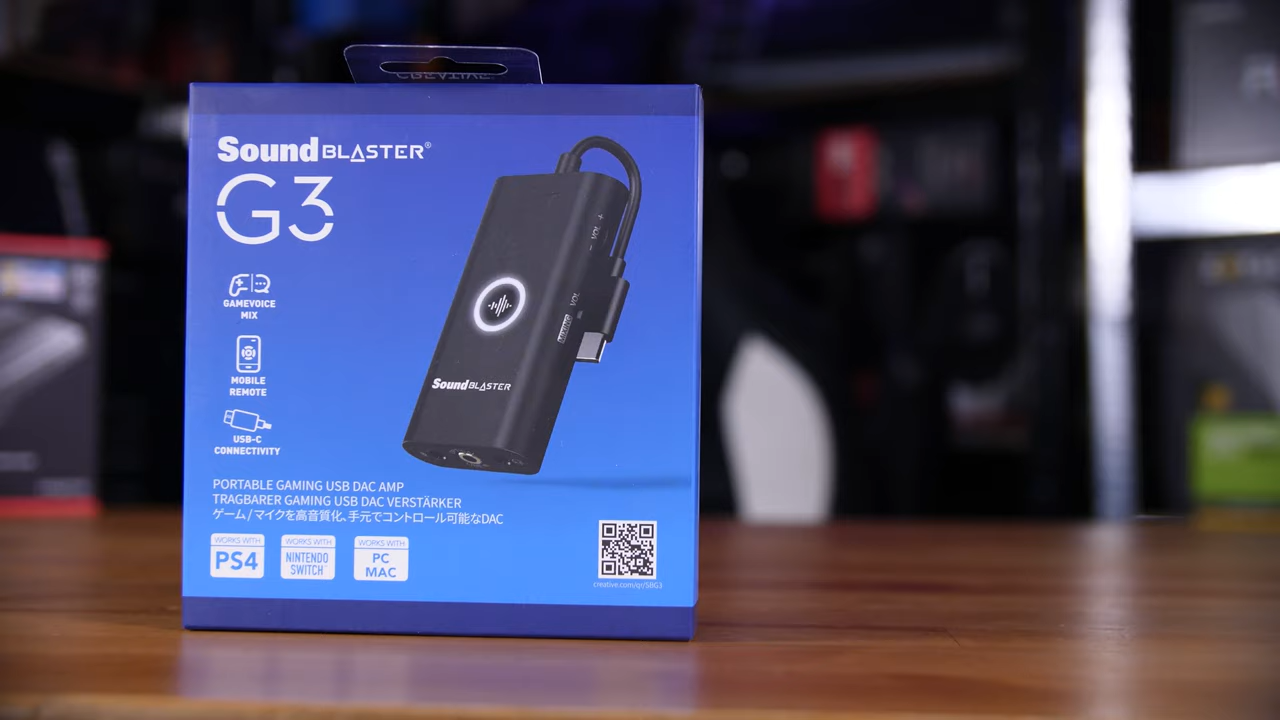 CREATIVE
Sound BLASTER®
G3
GAMEVOICE
MIX
MOBILE
REMOTE
USB-C
CONNECTIVITY
VOL +
VOL
Sound BLASTER
PORTABLE GAMING USB DAC AMP
TRAGBARER GAMING USB DAC VERSTÄRKER
ゲーム/マイクを高音質化、手元でコントロール可能なDAC
WORKS WITH
PS4
WORKS WITH
NINTENDO
SWITCH™
WORKS WITH
PC
MAC
creative.com/qr/SBG3